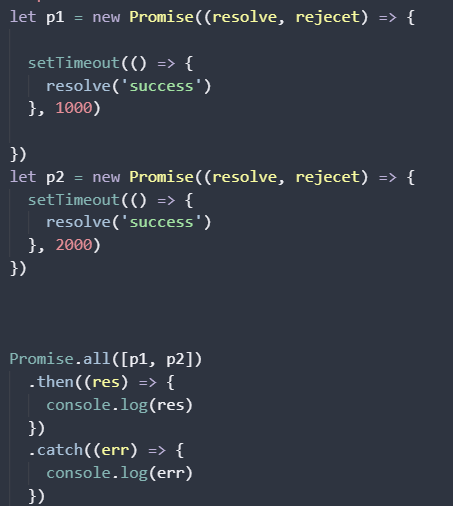 let p1 = new Promise((resolve, rejecet) => {
setTimeout(() => {
resolve('success')
}, 1000)
})
let p2 = new Promise((resolve, rejecet) => {
setTimeout(() => {
resolve('success')
}, 2000)
})
Promise.all([p1, p2])
.then((res) => {
console.log(res)
})
.catch((err) => {
console.log(err)
})